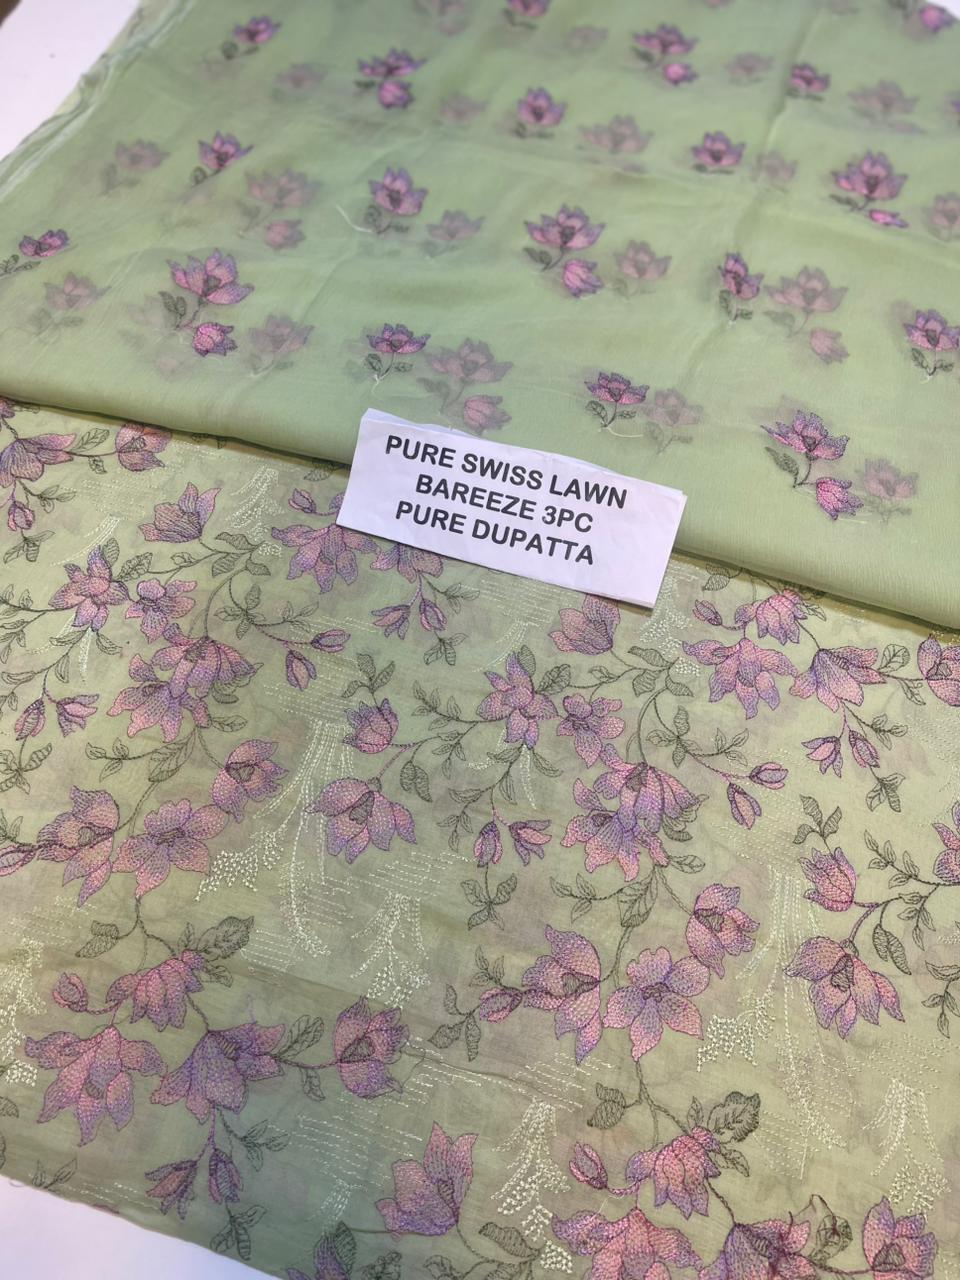 PURE SWISS LAWN
BAREEZE 3PC
PURE DUPATTA